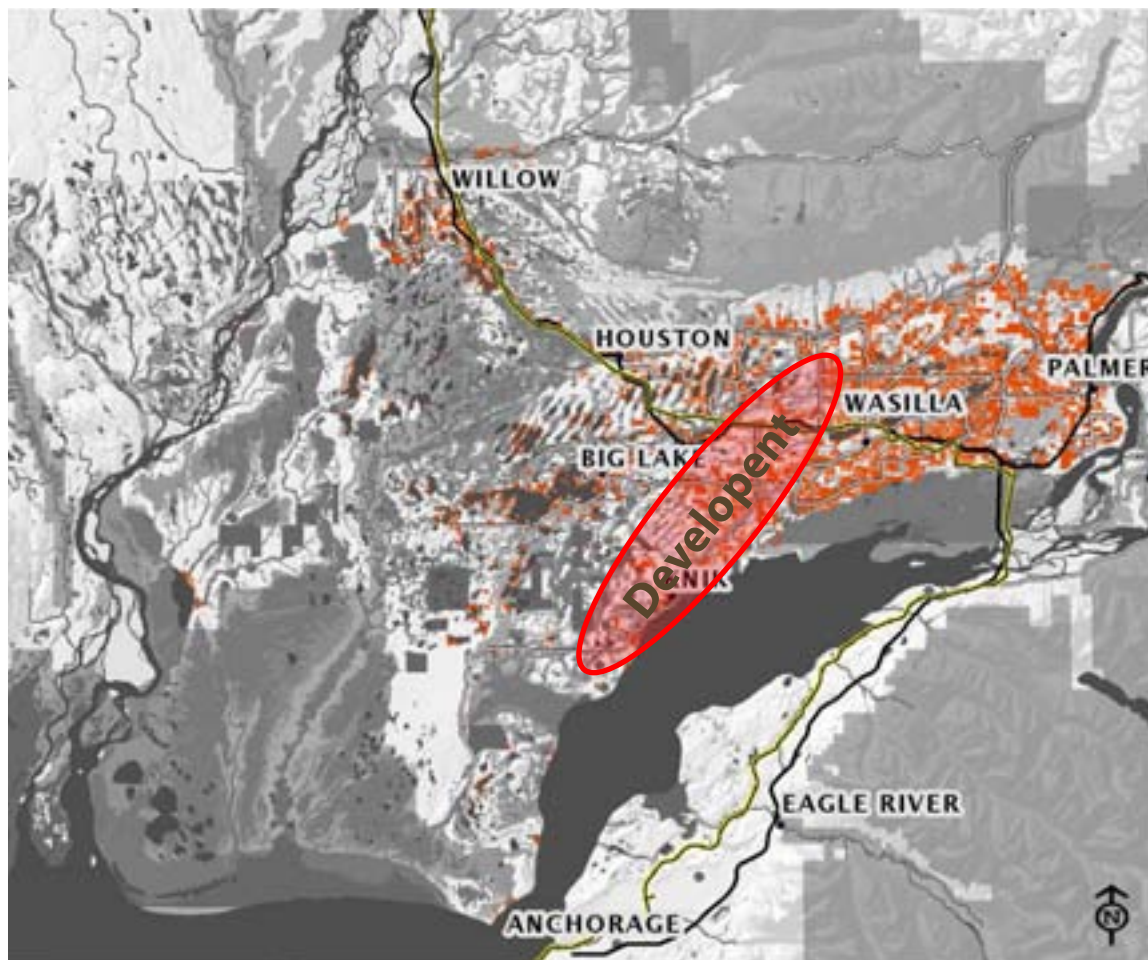 WILLOW
HOUSTON
PALMER
WASILLA
BIG LAKE
Developent
EAGLE RIVER
ANCHORAGE
N